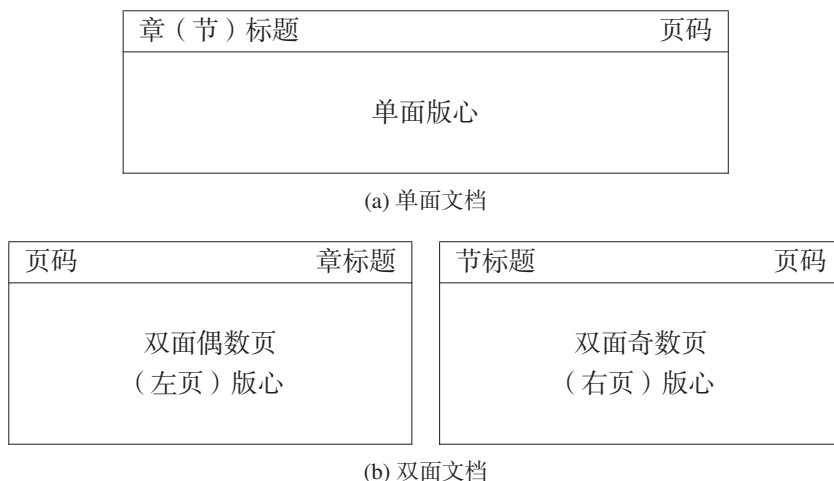 章（节）标题 页码
单面版心
(a) 单面文档
页码 章标题
双面偶数页
（左页）版心
节标题 页码
双面奇数页
（右页）版心
(b) 双面文档